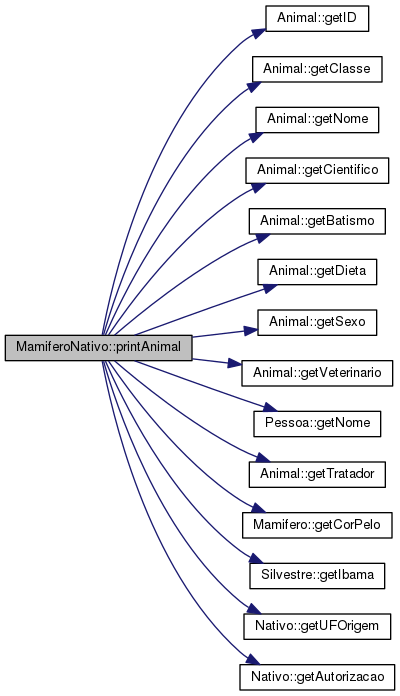 Animal::getID
Animal::getClasse
Animal::getNome
Animal::getCientifico
Animal::getBatismo
Animal::getDieta
Animal::getSexo
MamiferoNativo::printAnimal
Animal::getVeterinario
Pessoa::getNome
Animal::getTratador
Mamifero::getCorPelo
Silvestre::getIbama
Nativo::getUFOrigem
Nativo::getAutorizacao